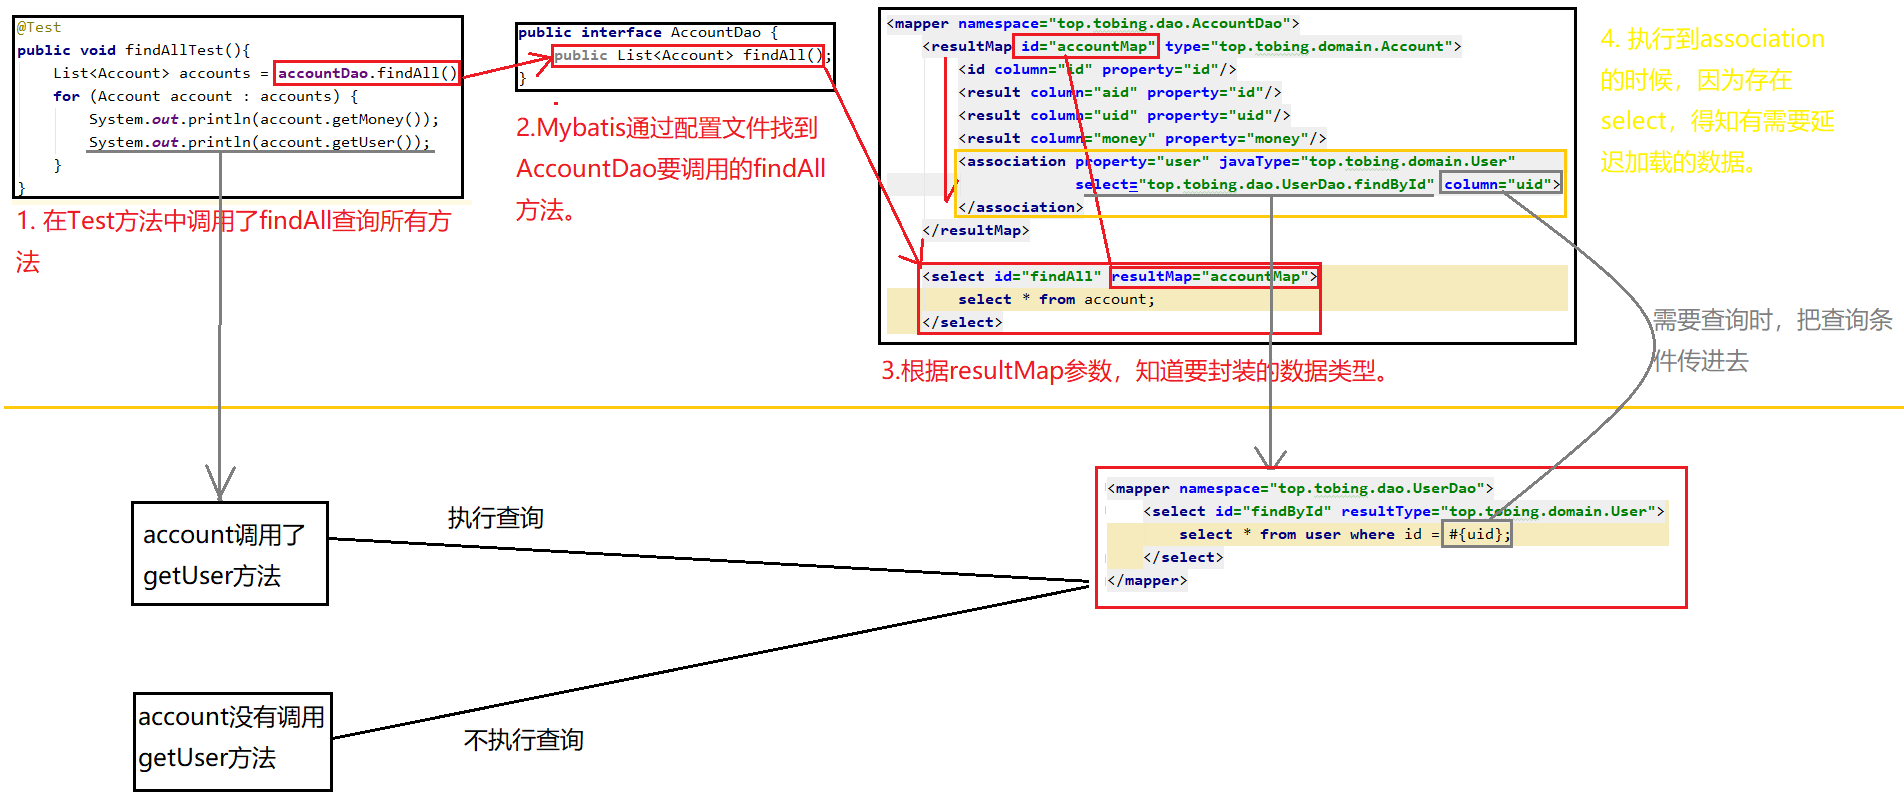 @Test
public void findAllTest(){
List<Account> accounts = accountDao.findAll()
for (Account account : accounts) {
System.out.println(account.getMoney());
System.out.println(account.getUser());
}
}
1. 在Test方法中调用了findAll查询所有方
法
public interface AccountDao {
public List<Account> findAll();
}
2.Mybatis通过配置文件找到
AccountDao要调用的findAll
方法。
<mapper namespace="top.tobing.dao.AccountDao">
<resultMap id="accountMap" type="top.tobing.domain.Account">
<id column="id" property="id"/>
<result column="aid" property="id"/>
<result column="uid" property="uid"/>
<result column="money" property="money"/>
<association property="user" javaType="top.tobing.domain.User"
select="top.tobing.dao.UserDao.findById" column="uid">
</association>
</resultMap>
<select id="findAll" resultMap="accountMap">
select * from account;
</select>
3.根据resultMap参数，知道要封装的数据类型。
4. 执行到association
的时候，因为存在
select，得知有需要延
迟加载的数据。
需要查询时，把查询条
件传进去
account调用了
getUser方法
执行查询
<mapper namespace="top.tobing.dao.UserDao">
<select id="findById" resultType="top.tobing.domain.User">
select * from user where id = #{uid};
</select>
</mapper>
account没有调用
getUser方法
不执行查询